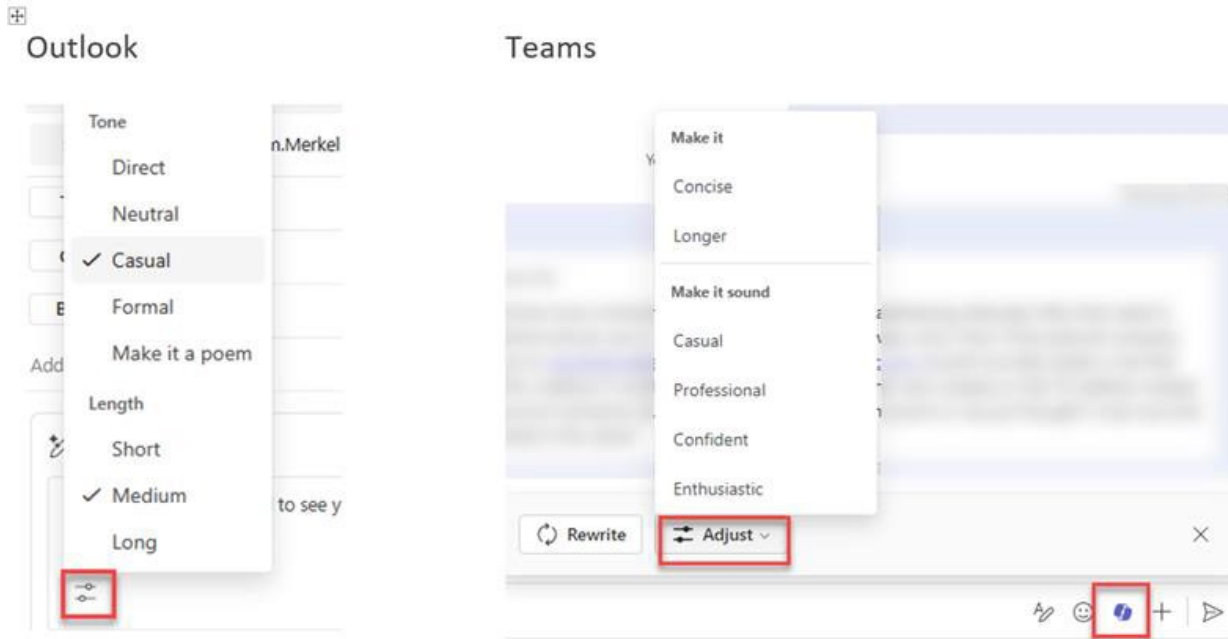 Outlook
Tone
n.Merkel
Direct
Neutral
Casual
Formal
Make it a poem
Add
Length
Short
Medium
to see y
Long
Teams
Make it
Concise
Longer
Make it sound
Casual
Professional
Confident
Enthusiastic
Rewrite
Adjust